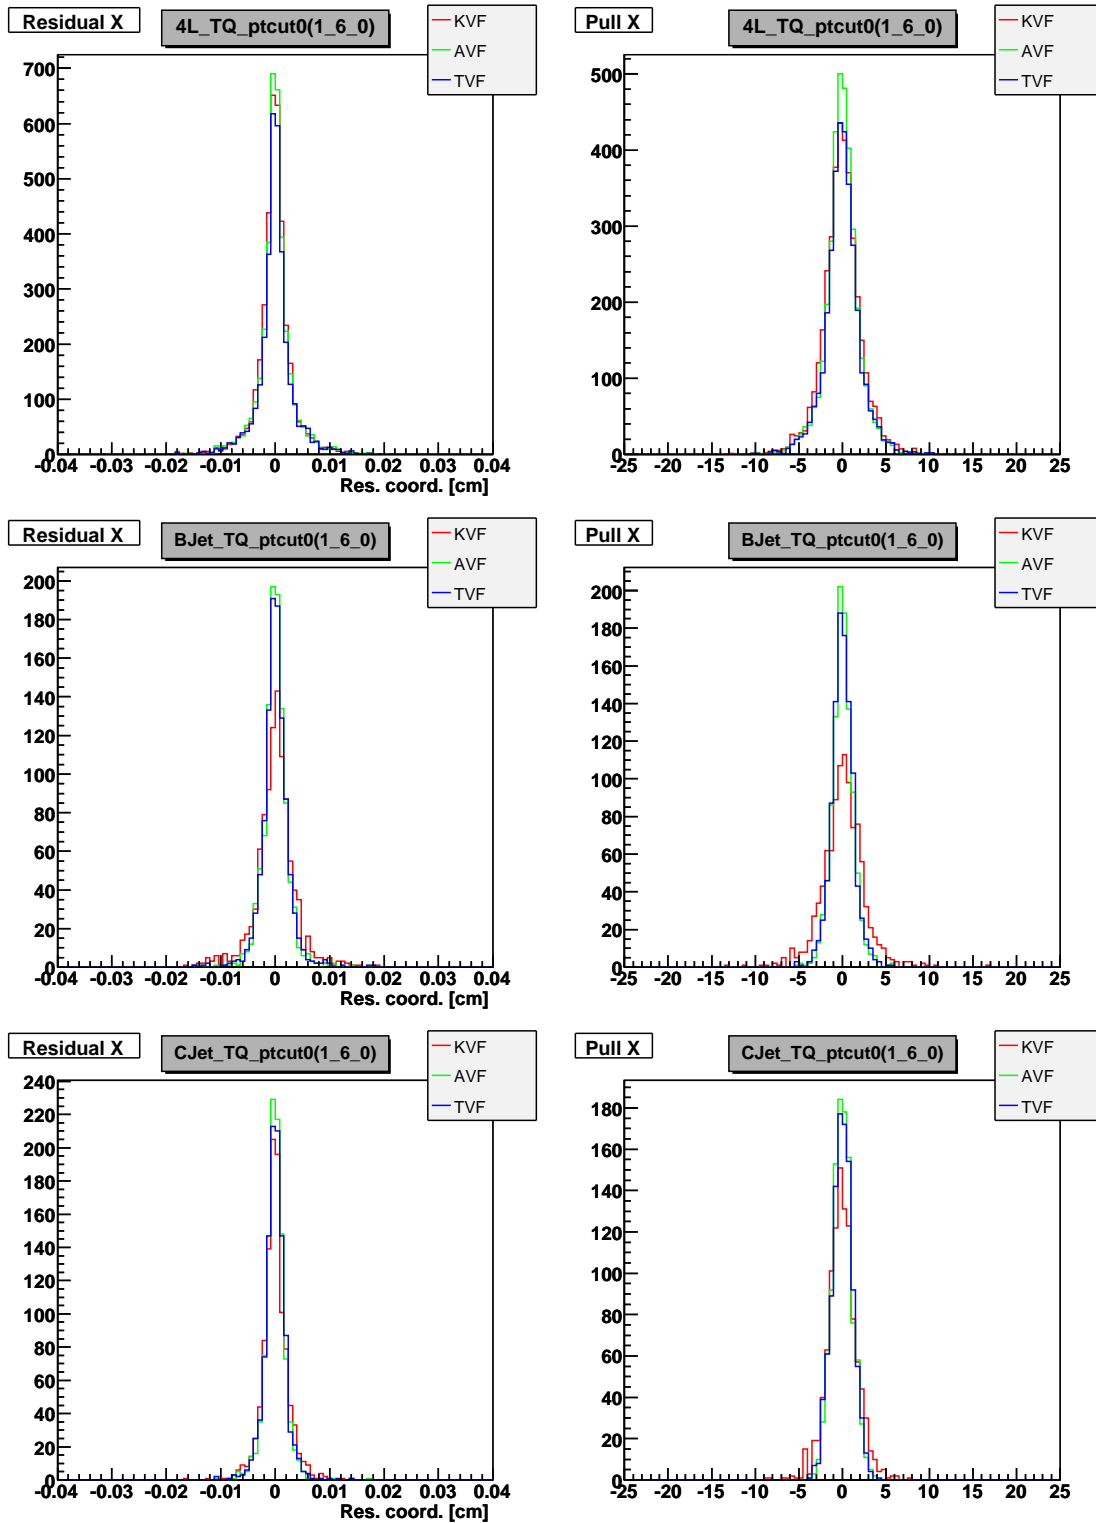 Residual X
4L_TQ_ptcut0(1_6_0)
KVF
AVF
TVF
700
600
500
400
300
200
100
0
-0.04 -0.03 -0.02 -0.01 0 0.01 0.02 0.03 0.04
Res. coord. [cm]
Pull X
4L_TQ_ptcut0(1_6_0)
KVF
AVF
TVF
500
400
300
200
100
0
-25 -20 -15 -10 -5 0 5 10 15 20 25
Residual X
BJet_TQ_ptcut0(1_6_0)
KVF
AVF
TVF
200
180
160
140
120
100
80
60
40
20
0
-0.04 -0.03 -0.02 -0.01 0 0.01 0.02 0.03 0.04
Res. coord. [cm]
Pull X
BJet_TQ_ptcut0(1_6_0)
KVF
AVF
TVF
200
180
160
140
120
100
80
60
40
20
0
-25 -20 -15 -10 -5 0 5 10 15 20 25
Residual X
CJet_TQ_ptcut0(1_6_0)
KVF
AVF
TVF
240
220
200
180
160
140
120
100
80
60
40
20
0
-0.04 -0.03 -0.02 -0.01 0 0.01 0.02 0.03 0.04
Res. coord. [cm]
Pull X
CJet_TQ_ptcut0(1_6_0)
KVF
AVF
TVF
180
160
140
120
100
80
60
40
20
0
-25 -20 -15 -10 -5 0 5 10 15 20 25